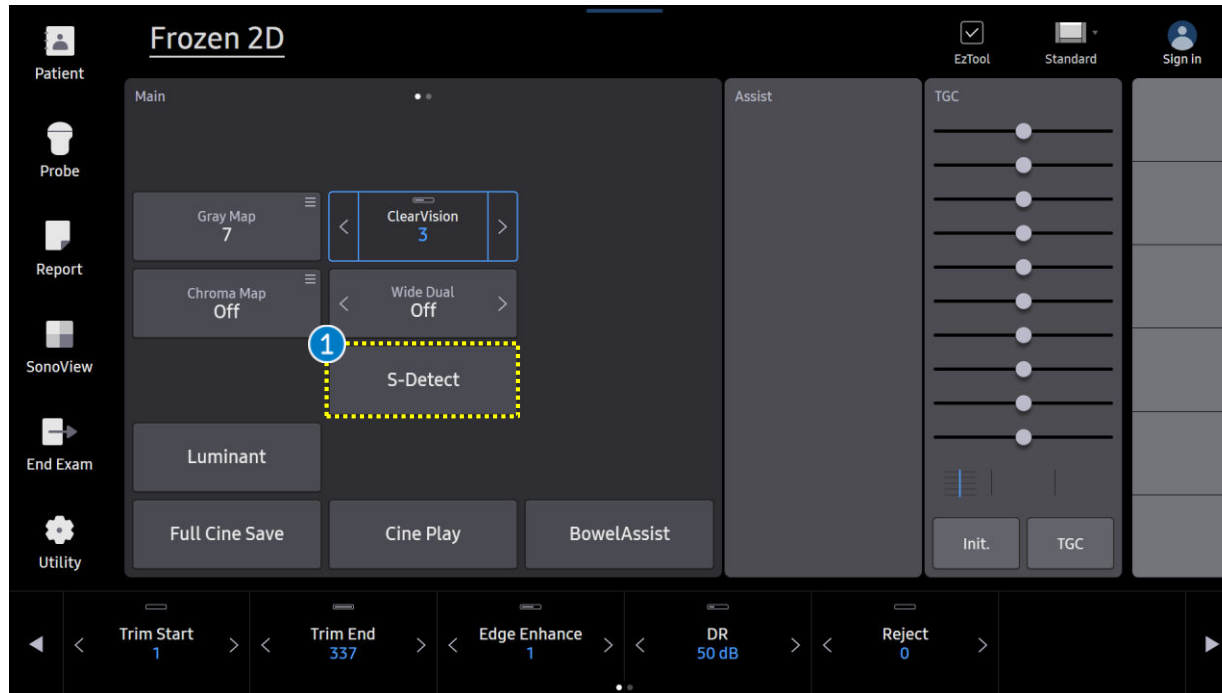 Patient
Frozen 2D
EzTool
Standard
Sign in
Probe
Report
SonoView
End Exam
Utility
Main
Gray Map
7
ClearVision
3
Chroma Map
Off
Wide Dual
Off
1
S-Detect
Luminant
Full Cine Save
Cine Play
BowelAssist
Assist
TGC
Init.
TGC
Trim Start
1
Trim End
337
Edge Enhance
1
DR
50 dB
Reject
0